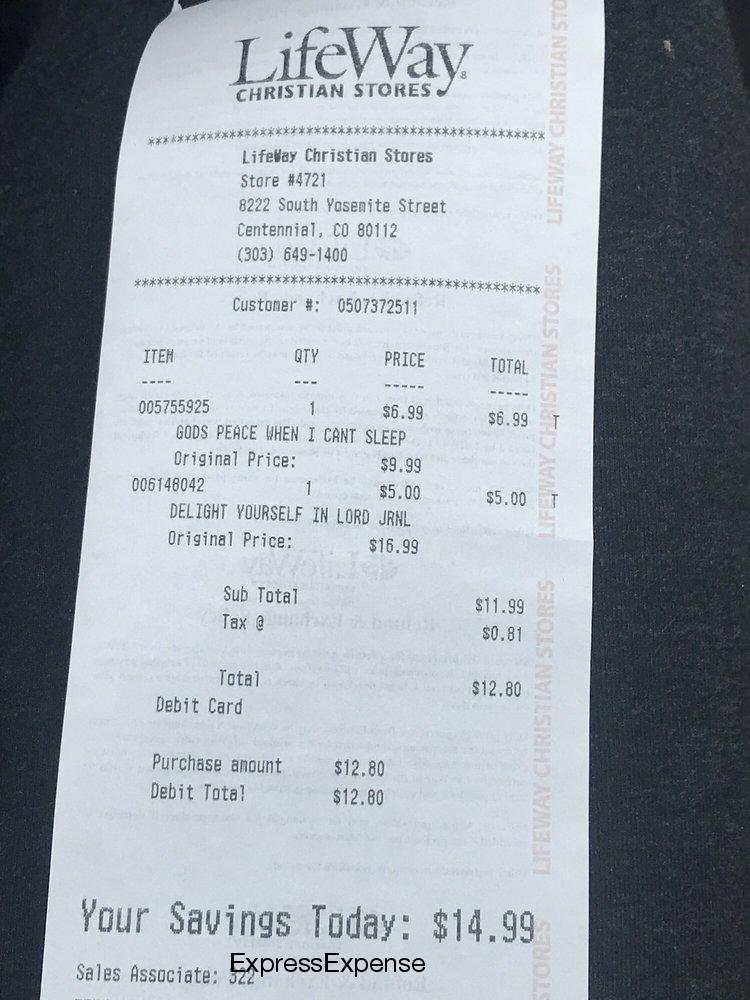 LifeWay®
CHRISTIAN STORES
***********************************************
LifeWay Christian Stores
Store #4721
8222 South Yosemite Street
Centennial, CO 80112
(303) 649-1400
***********************************************
Customer #: 0507372511
ITEM QTY PRICE TOTAL
---- --- ----- -----
005755925 1 $6.99 $6.99 T
GODS PEACE WHEN I CANT SLEEP
Original Price: $9.99
006148042 1 $5.00 $5.00 T
DELIGHT YOURSELF IN LORD JRNL
Original Price: $16.99
Sub Total $11.99
Tax @ $0.81
Total $12.80
Debit Card
Purchase amount $12.80
Debit Total $12.80
Your Savings Today: $14.99
Sales Associate: 322
ExpressExpense
LIFEWAY CHRISTIAN STO
LIFEWAY CHRISTIAN STORES
LIFEWAY CHRISTIAN STORES
TORES